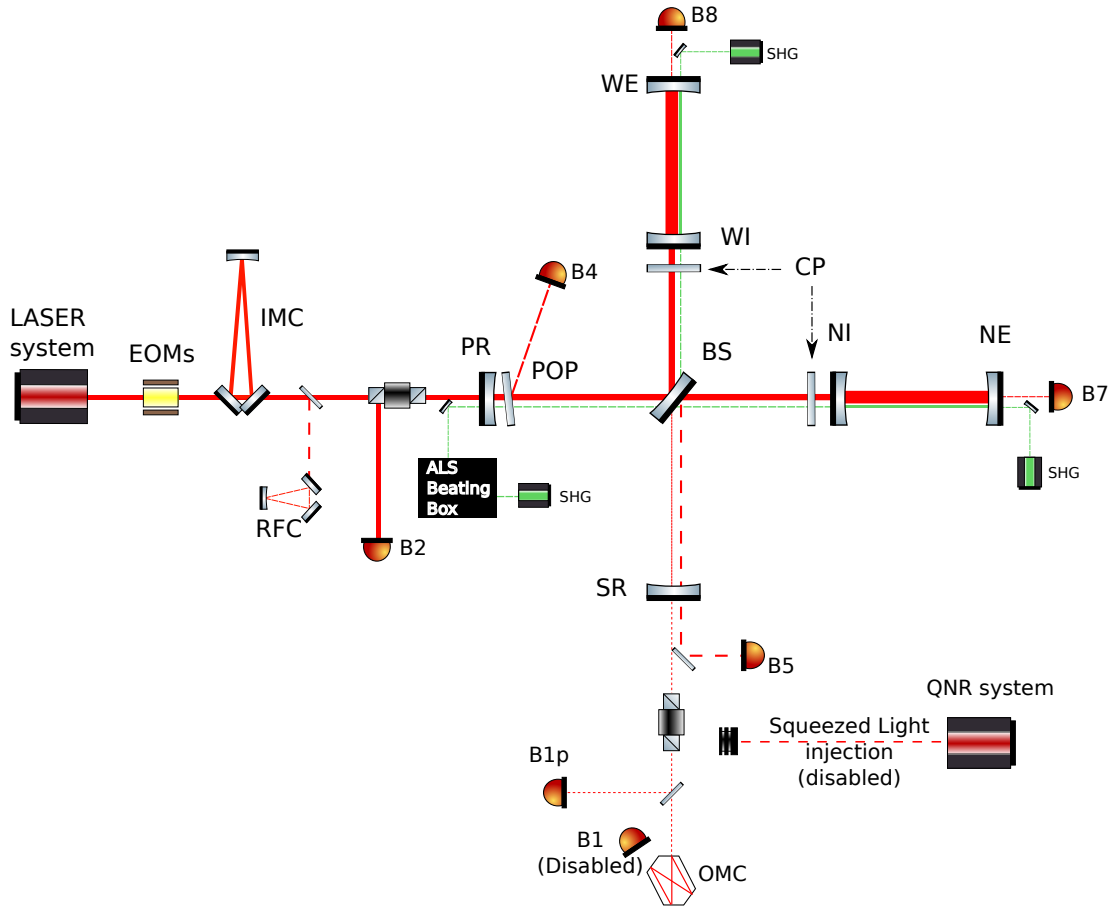 B8
SHG
WE
WI
CP
B4
LASER
system
IMC
EOMs
PR
POP
BS
NI
NE
B7
ALS
Beating
Box
SHG
SHG
RFC
B2
SR
B5
QNR system
Squeezed Light
injection
(disabled)
B1p
B1
(Disabled)
OMC